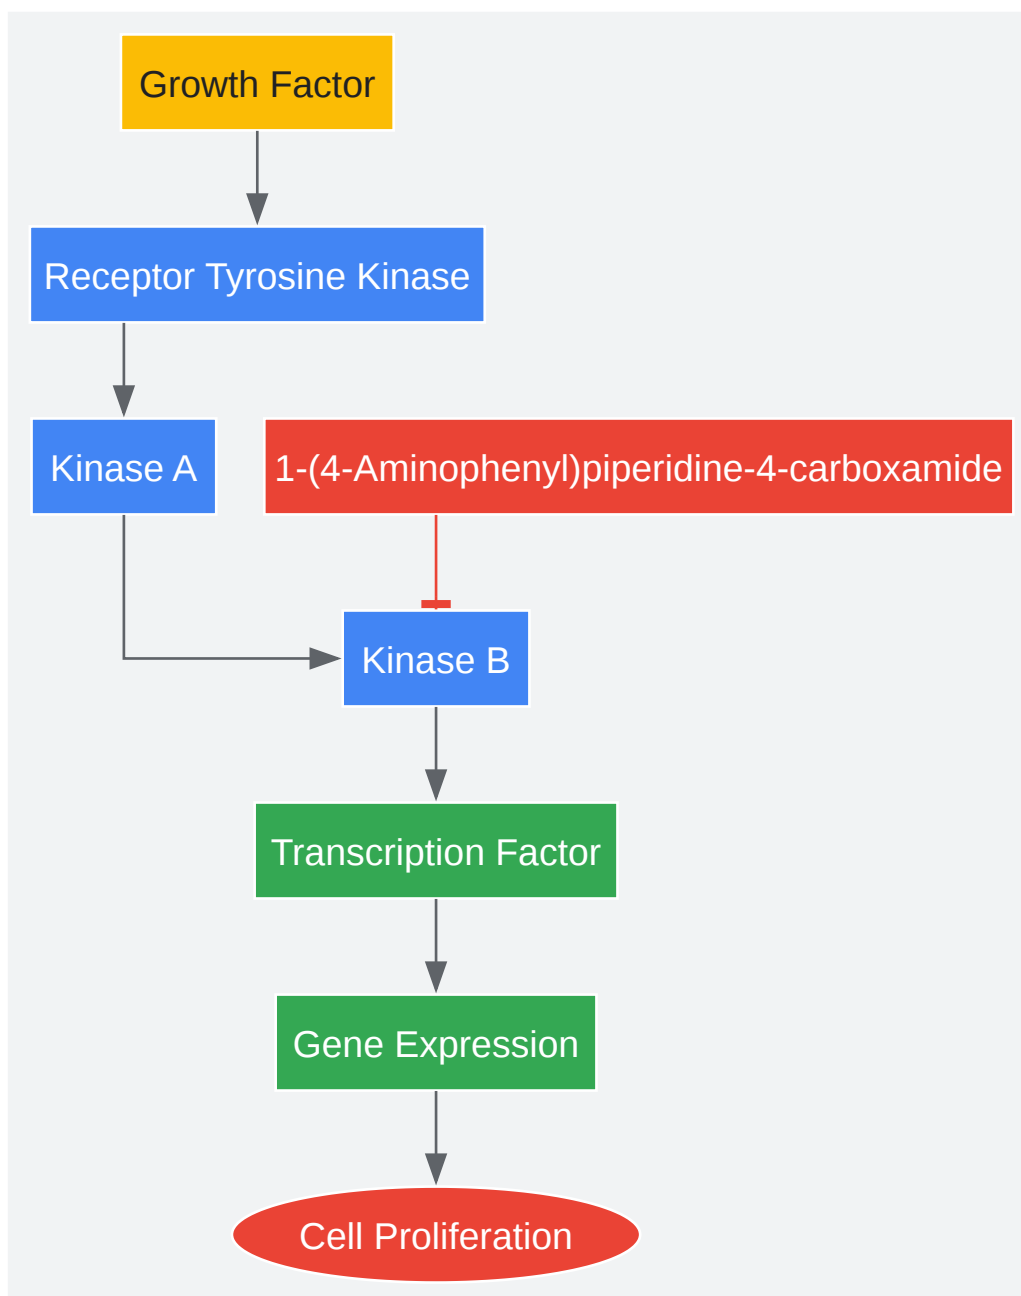 Growth Factor
Receptor Tyrosine Kinase
Kinase A
1-(4-Aminophenyl)piperidine-4-carboxamide
Kinase B
Transcription Factor
Gene Expression
Cell Proliferation